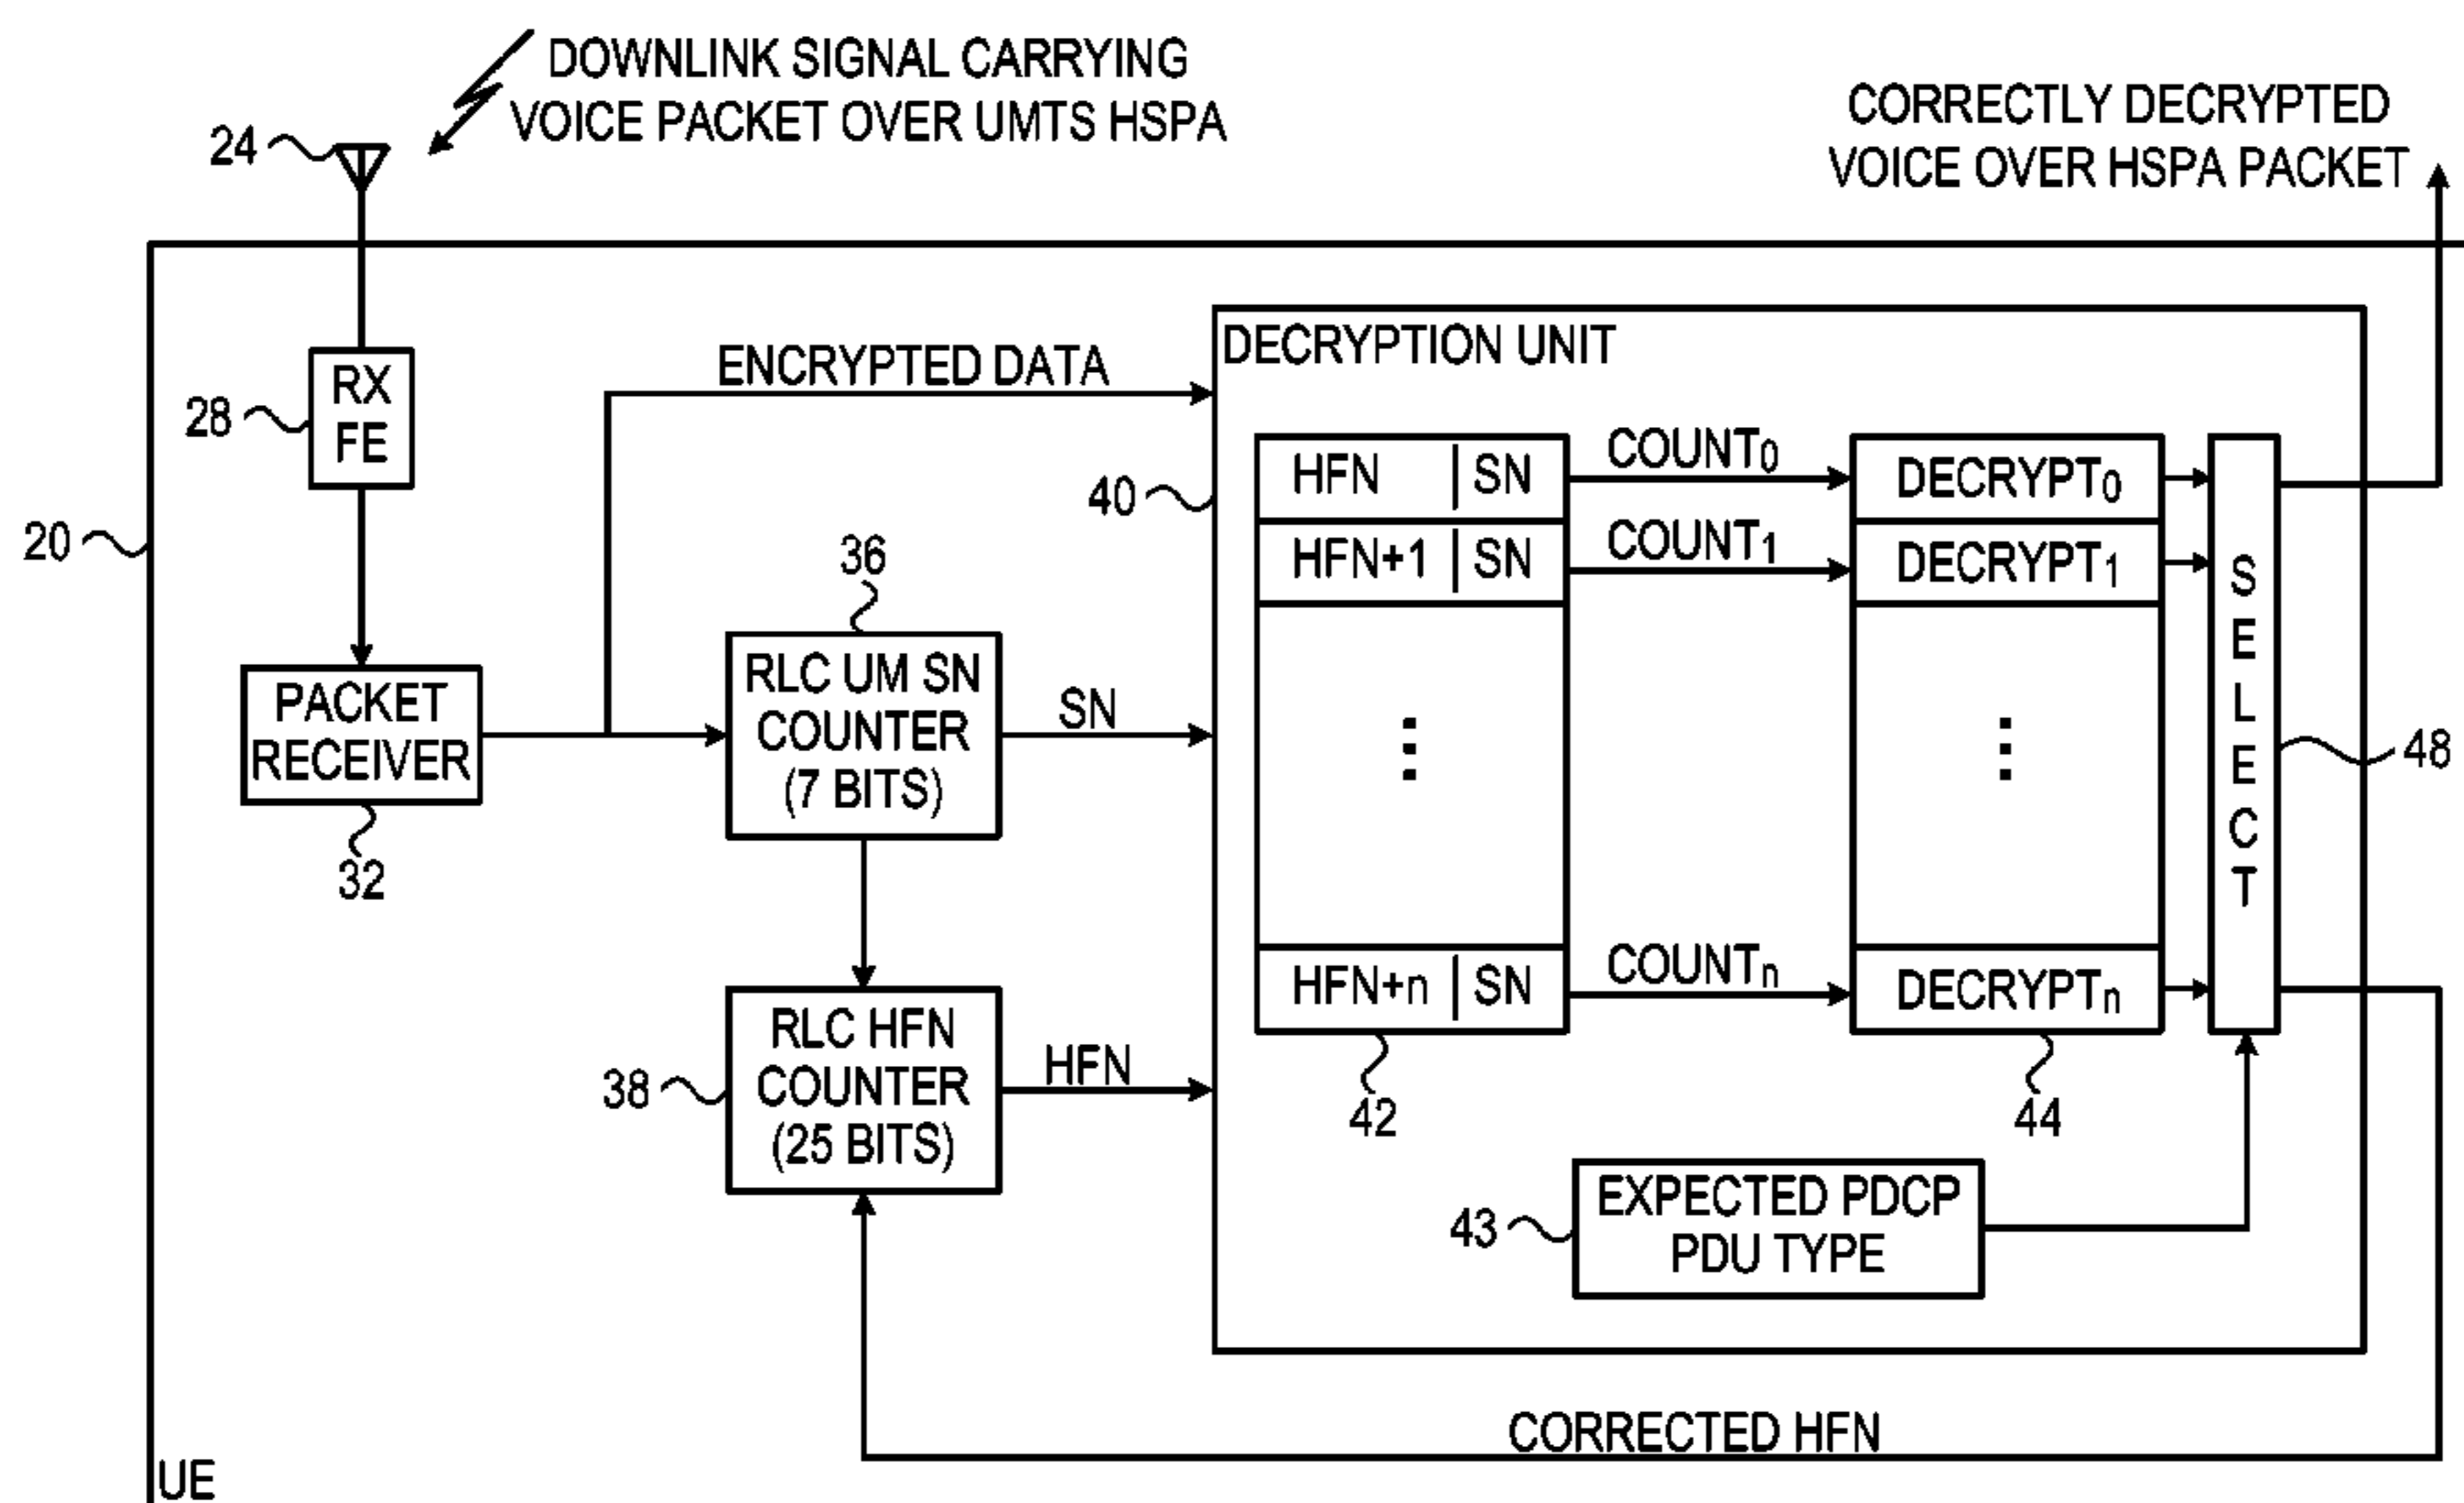 DOWNLINK SIGNAL CARRYING
VOICE PACKET OVER UMTS HSPA
CORRECTLY DECRYPTED
VOICE OVER HSPA PACKET
24
20
28
RX
FE
PACKET
RECEIVER
32
ENCRYPTED DATA
36
RLC UM SN
COUNTER
(7 BITS)
SN
38
RLC HFN
COUNTER
(25 BITS)
HFN
DECRYPTION UNIT
40
HFN | SN
HFN+1 | SN
⋮
HFN+n | SN
42
COUNT₀
COUNT₁
COUNTₙ
DECRYPT₀
DECRYPT₁
⋮
DECRYPTₙ
44
SELECT
48
43
EXPECTED PDCP
PDU TYPE
CORRECTED HFN
UE